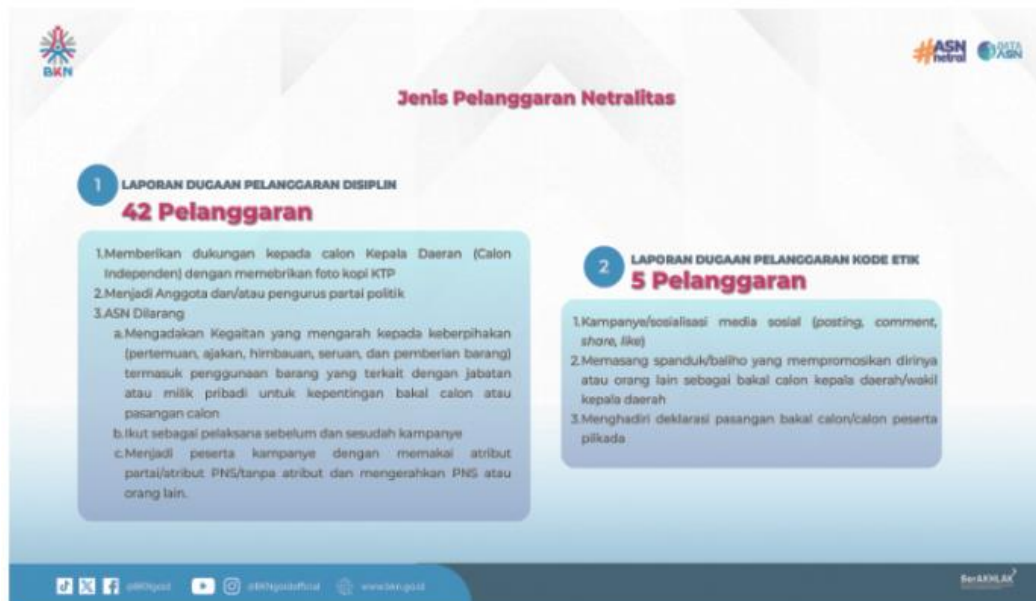 BKN
#ASN
netral
DATA
ASN
Jenis Pelanggaran Netralitas
1
LAPORAN DUGAAN PELANGGARAN DISIPLIN
42 Pelanggaran
1.Memberikan dukungan kepada calon Kepala Daeran (Calon
Independen) dengan memebrikan foto kopi KTP
2.Menjadi Anggota dan/atau pengurus partai politik
3.ASN Dilarang
a.Mengadakan Kegaitan yang mengarah kepada keberpihakan
(pertemuan, ajakan, himbauan, seruan, dan pemberian barang)
termasuk penggunaan barang yang terkait dengan jabatan
atau milik pribadi untuk kepentingan bakal calon atau
pasangan calon
b.Ikut sebagai pelaksana sebelum dan sesudah kampanye
c.Menjadi peserta kampanye dengan memakai atribut
partai/atribut PNS/tanpa atribut dan mengerahkan PNS atau
orang lain.
2
LAPORAN DUGAAN PELANGGARAN KODE ETIK
5 Pelanggaran
1.Kampanye/sosialisasi media sosial (posting, comment,
share, like)
2.Memasang spanduk/baliho yang mempromosikan dirinya
atau orang lain sebagai bakal calon kepala daerah/wakil
kepala daerah
3.Menghadiri deklarasi pasangan bakal calon/calon peserta
pilkada
@BKNgoid
@BKNgoidofficial
www.bkn.go.id
BerAKHLAK